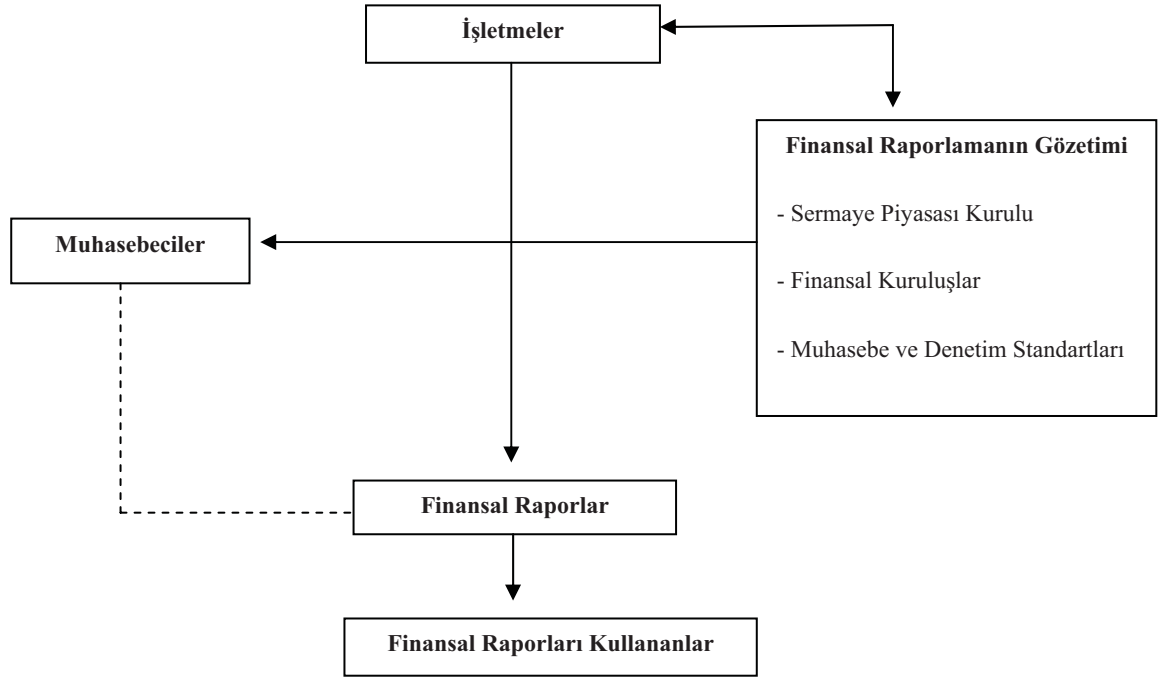 İşletmeler
Finansal Raporlamanın Gözetimi
- Sermaye Piyasası Kurulu
- Finansal Kuruluşlar
- Muhasebe ve Denetim Standartları
Muhasebeciler
Finansal Raporlar
Finansal Raporları Kullananlar